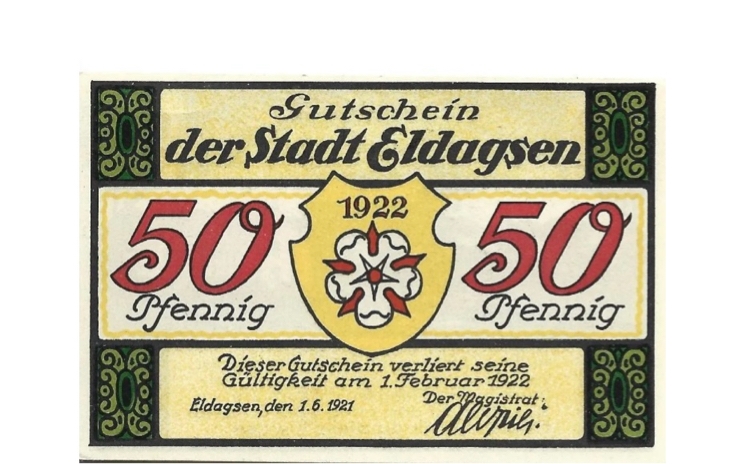 Gutschein
der Stadt Eldagsen
1922
50 50
Pfennig Pfennig
Dieser Gutschein verliert seine
Gültigkeit am 1. Februar 1922
Eldagsen, den 1.6.1921 Der Magistrat: